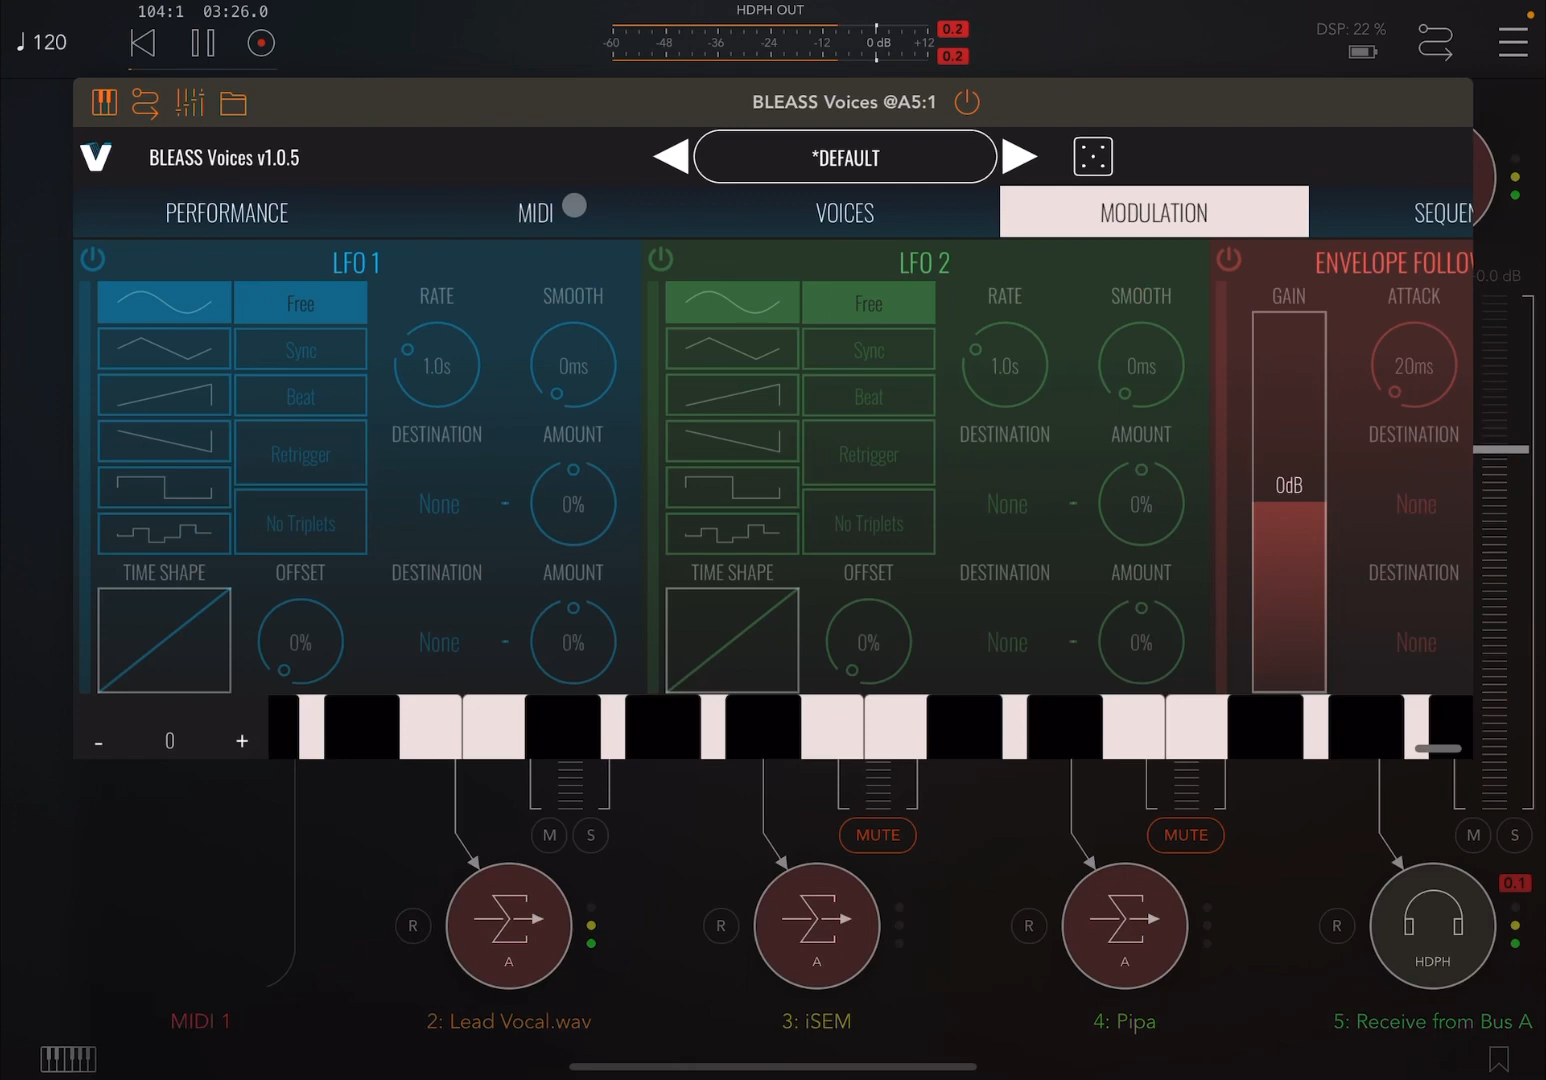 104:1 03:26.0
HDPH OUT
120
-60 -48 -36 -24 -12 0 dB +12
0.2
0.2
DSP: 22 %
BLEASS Voices @A5:1
BLEASS Voices v1.0.5
*DEFAULT
PERFORMANCE MIDI VOICES MODULATION SEQUEN
LFO 1 LFO 2 ENVELOPE FOLLOW
-0.0 dB
Free RATE SMOOTH Free RATE SMOOTH GAIN ATTACK
Sync 1.0s 0ms Sync 1.0s 0ms 20ms
Beat Beat
DESTINATION AMOUNT DESTINATION AMOUNT DESTINATION
Retrigger Retrigger
0dB
None - 0% None - 0% None
No Triplets No Triplets
TIME SHAPE OFFSET DESTINATION AMOUNT TIME SHAPE OFFSET DESTINATION AMOUNT DESTINATION
0% None - 0% 0% None - 0% None
- 0 +
M S MUTE MUTE M S
0.1
R R R R
A A A HDPH
MIDI 1 2: Lead Vocal.wav 3: iSEM 4: Pipa 5: Receive from Bus A